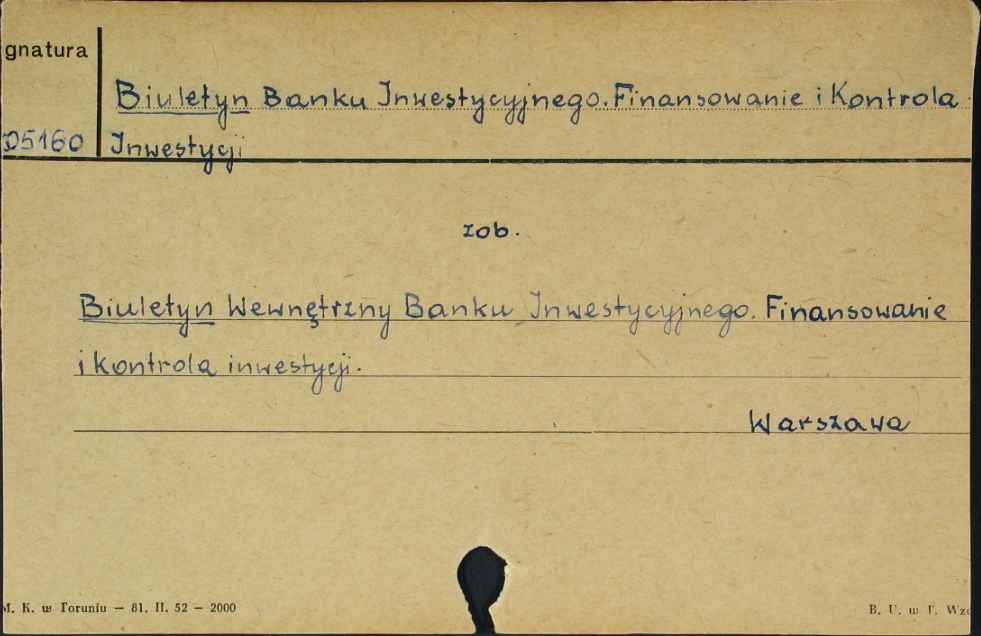 gnatura
Biuletyn Banku Inwestycyjnego. Finansowanie i Kontrola
05160 Inwestycji
zob.
Biuletyn Wewnętrzny Banku Inwestycyjnego. Finansowanie
i kontrola inwestycji.
Warszawa
M. K. w Toruniu — 81. II. 52 — 2000
B. U. w T.